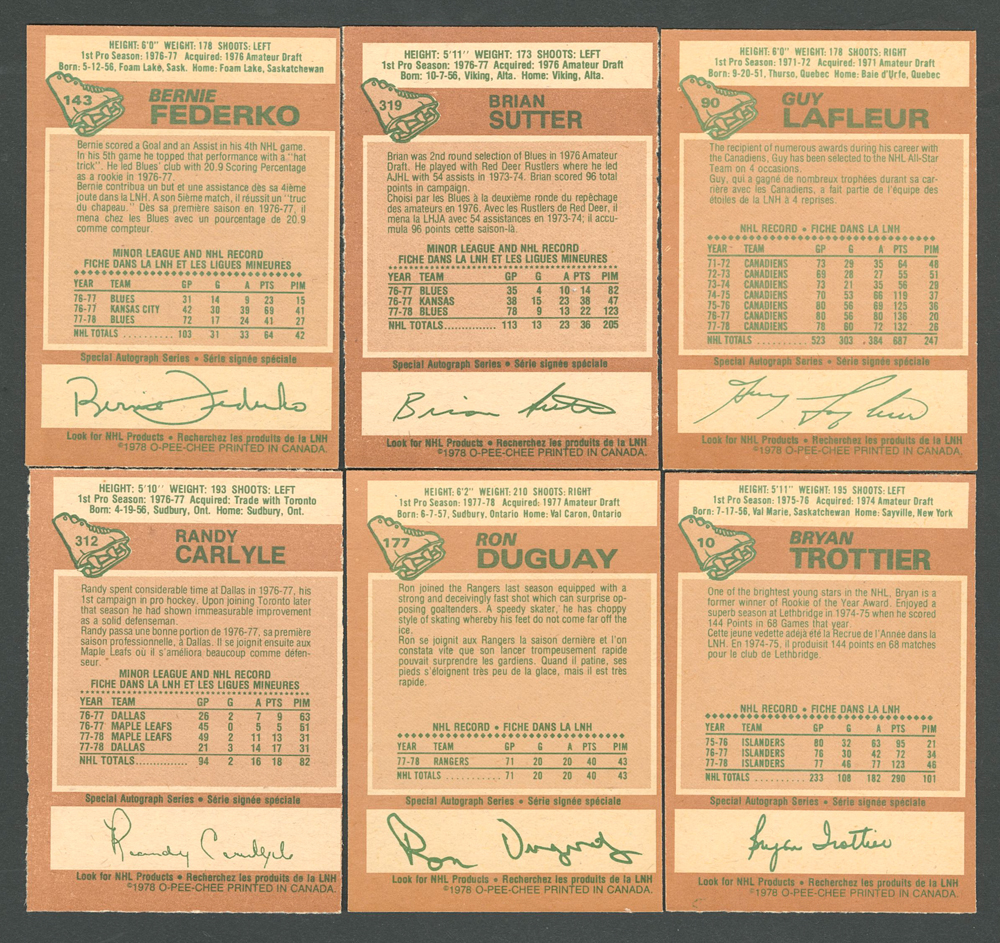 HEIGHT: 6'0" WEIGHT: 178 SHOOTS: LEFT
1st Pro Season: 1976-77 Acquired: 1976 Amateur Draft
Born: 5-12-56, Foam Lake, Sask. Home: Foam Lake, Saskatchewan
143
BERNIE
FEDERKO
Bernie scored a Goal and an Assist in his 4th NHL game.
In his 5th game he topped that performance with a "hat
trick". He led Blues' club with 20.9 Scoring Percentage
as a rookie in 1976-77.
Bernie contribua un but et une assistance dès sa 4ième
joute dans la LNH. A son 5ième match, il réussit un "truc
du chapeau." Dès sa première saison en 1976-77, il
mena chez les Blues avec un pourcentage de 20.9
comme compteur.
MINOR LEAGUE AND NHL RECORD
FICHE DANS LA LNH ET LES LIGUES MINEURES
YEAR TEAM GP G A PTS PIM
76-77 BLUES 31 14 9 23 15
76-77 KANSAS CITY 42 30 39 69 41
77-78 BLUES 72 17 24 41 27
NHL TOTALS 103 31 33 64 42
Special Autograph Series • Série signée spéciale
Bernie Federko
Look for NHL Products • Recherchez les produits de la LNH
©1978 O-PEE-CHEE PRINTED IN CANADA.
HEIGHT: 5'11" WEIGHT: 173 SHOOTS: LEFT
1st Pro Season: 1976-77 Acquired: 1976 Amateur Draft
Born: 10-7-56, Viking, Alta. Home: Viking, Alta.
319
BRIAN
SUTTER
Brian was 2nd round selection of Blues in 1976 Amateur
Draft. He played with Red Deer Rustlers where he led
AJHL with 54 assists in 1973-74. Brian scored 96 total
points in campaign.
Choisi par les Blues à la deuxième ronde du repêchage
des amateurs en 1976. Avec les Rustlers de Red Deer, il
mena la LHJA avec 54 assistances en 1973-74; il accu-
mula 96 points cette saison-là.
MINOR LEAGUE AND NHL RECORD
FICHE DANS LA LNH ET LES LIGUES MINEURES
YEAR TEAM GP G A PTS PIM
76-77 BLUES 35 4 10 14 82
76-77 KANSAS 38 15 23 38 47
77-78 BLUES 78 9 13 22 123
NHL TOTALS 113 13 23 36 205
Special Autograph Series • Série signée spéciale
Brian Sutter
Look for NHL Products • Recherchez les produits de la LNH
©1978 O-PEE-CHEE PRINTED IN CANADA.
HEIGHT: 6'0" WEIGHT: 178 SHOOTS: RIGHT
1st Pro Season: 1971-72 Acquired: 1971 Amateur Draft
Born: 9-20-51, Thurso, Quebec Home: Baie d'Urfe, Quebec
90
GUY
LAFLEUR
The recipient of numerous awards during his career with
the Canadiens, Guy has been selected to the NHL All-Star
Team on 4 occasions.
Guy, qui a gagné de nombreux trophées durant sa car-
rière avec les Canadiens, a fait partie de l'équipe des
étoiles de la LNH à 4 reprises.
NHL RECORD • FICHE DANS LA LNH
YEAR TEAM GP G A PTS PIM
71-72 CANADIENS 73 29 35 64 48
72-73 CANADIENS 69 28 27 55 51
73-74 CANADIENS 73 21 35 56 29
74-75 CANADIENS 70 53 66 119 37
75-76 CANADIENS 80 56 69 125 36
76-77 CANADIENS 80 56 80 136 20
77-78 CANADIENS 78 60 72 132 26
NHL TOTALS 523 303 384 687 247
Special Autograph Series • Série signée spéciale
Guy Lafleur
Look for NHL Products • Recherchez les produits de la LNH
©1978 O-PEE-CHEE PRINTED IN CANADA.
HEIGHT: 5'10" WEIGHT: 193 SHOOTS: LEFT
1st Pro Season: 1976-77 Acquired: Trade with Toronto
Born: 4-19-56, Sudbury, Ont. Home: Sudbury, Ont.
312
RANDY
CARLYLE
Randy spent considerable time at Dallas in 1976-77, his
1st campaign in pro hockey. Upon joining Toronto later
that season he had shown immeasurable improvement
as a solid defenseman.
Randy passa une bonne portion de 1976-77, sa première
saison professionnelle, à Dallas. Il se joignit ensuite aux
Maple Leafs où il s'améliora beaucoup comme défen-
seur.
MINOR LEAGUE AND NHL RECORD
FICHE DANS LA LNH ET LES LIGUES MINEURES
YEAR TEAM GP G A PTS PIM
76-77 DALLAS 26 2 7 9 63
76-77 MAPLE LEAFS 45 0 5 5 51
77-78 MAPLE LEAFS 49 2 11 13 31
77-78 DALLAS 21 3 14 17 31
NHL TOTALS 94 2 16 18 82
Special Autograph Series • Série signée spéciale
Randy Carlyle
Look for NHL Products • Recherchez les produits de la LNH
©1978 O-PEE-CHEE PRINTED IN CANADA.
HEIGHT: 6'2" WEIGHT: 210 SHOOTS: RIGHT
1st Pro Season: 1977-78 Acquired: 1977 Amateur Draft
Born: 6-7-57, Sudbury, Ontario Home: Val Caron, Ontario
177
RON
DUGUAY
Ron joined the Rangers last season equipped with a
strong and deceivingly fast shot which can surprise op-
posing goaltenders. A speedy skater, he has choppy
style of skating whereby his feet do not come far off the
ice.
Ron se joignit aux Rangers la saison dernière et l'on
constata vite que son lancer trompeusement rapide
pouvait surprendre les gardiens. Quand il patine, ses
pieds s'éloignent très peu de la glace, mais il est très
rapide.
NHL RECORD • FICHE DANS LA LNH
YEAR TEAM GP G A PTS PIM
77-78 RANGERS 71 20 20 40 43
NHL TOTALS 71 20 20 40 43
Special Autograph Series • Série signée spéciale
Ron Duguay
Look for NHL Products • Recherchez les produits de la LNH
©1978 O-PEE-CHEE PRINTED IN CANADA.
HEIGHT: 5'11" WEIGHT: 195 SHOOTS: LEFT
1st Pro Season: 1975-76 Acquired: 1974 Amateur Draft
Born: 7-17-56, Val Marie, Saskatchewan Home: Sayville, New York
10
BRYAN
TROTTIER
One of the brightest young stars in the NHL, Bryan is a
former winner of Rookie of the Year Award. Enjoyed a
superb season at Lethbridge in 1974-75 when he scored
144 Points in 68 Games that year.
Cette jeune vedette adéjà été la Recrue de l'Année dans la
LNH. En 1974-75, il produisit 144 points en 68 matches
pour le club de Lethbridge.
NHL RECORD • FICHE DANS LA LNH
YEAR TEAM GP G A PTS PIM
75-76 ISLANDERS 80 32 63 95 21
76-77 ISLANDERS 76 30 42 72 34
77-78 ISLANDERS 77 46 77 123 46
NHL TOTALS 233 108 182 290 101
Special Autograph Series • Série signée spéciale
Bryan Trottier
Look for NHL Products • Recherchez les produits de la LNH
©1978 O-PEE-CHEE PRINTED IN CANADA.